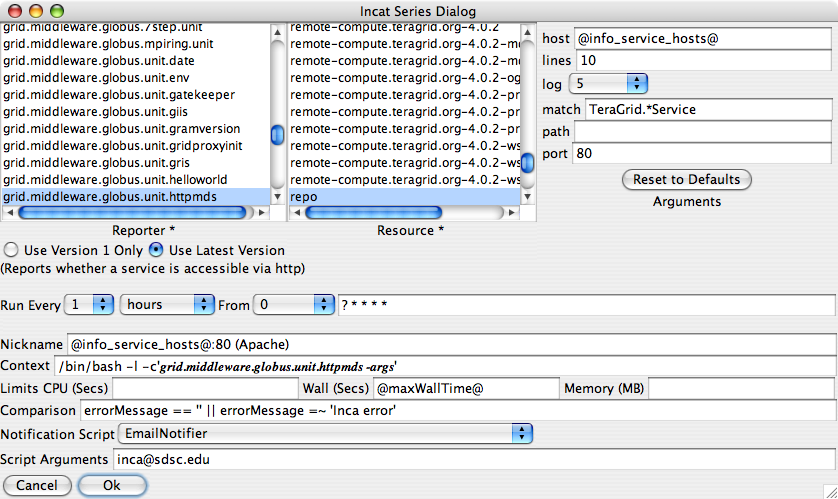 Incat Series Dialog
grid.middleware.globus.7step.unit
grid.middleware.globus.mpiring.unit
grid.middleware.globus.unit.date
grid.middleware.globus.unit.env
grid.middleware.globus.unit.gatekeeper
grid.middleware.globus.unit.giis
grid.middleware.globus.unit.gramversion
grid.middleware.globus.unit.gridproxyinit
grid.middleware.globus.unit.gris
grid.middleware.globus.unit.helloworld
grid.middleware.globus.unit.httpmds
Reporter *
remote-compute.teragrid.org-4.0.2
remote-compute.teragrid.org-4.0.2-m
remote-compute.teragrid.org-4.0.2-m
remote-compute.teragrid.org-4.0.2-og
remote-compute.teragrid.org-4.0.2-pr
remote-compute.teragrid.org-4.0.2-pr
remote-compute.teragrid.org-4.0.2-pr
remote-compute.teragrid.org-4.0.2-ws
remote-compute.teragrid.org-4.0.2-ws
remote-compute.teragrid.org-4.0.2-ws
repo
Resource *
host @info_service_hosts@
lines 10
log 5
match TeraGrid.*Service
path
port 80
Reset to Defaults
Arguments
Use Version 1 Only Use Latest Version
(Reports whether a service is accessible via http)
Run Every 1 hours From 0 ? * * * *
Nickname @info_service_hosts@:80 (Apache)
Context /bin/bash -l -c'grid.middleware.globus.unit.httpmds -args'
Limits CPU (Secs) Wall (Secs) @maxWallTime@ Memory (MB)
Comparison errorMessage == '' || errorMessage =~ 'Inca error'
Notification Script EmailNotifier
Script Arguments inca@sdsc.edu
Cancel Ok